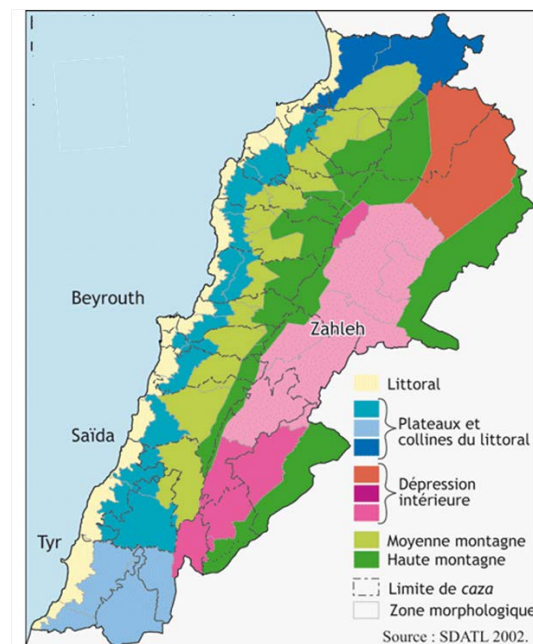 Beyrouth
Zahleh
Saïda
Tyr
Littoral
Plateaux et
collines du littoral
Dépression
intérieure
Moyenne montagne
Haute montagne
Limite de caza
Zone morphologique
Source : SDATL 2002.